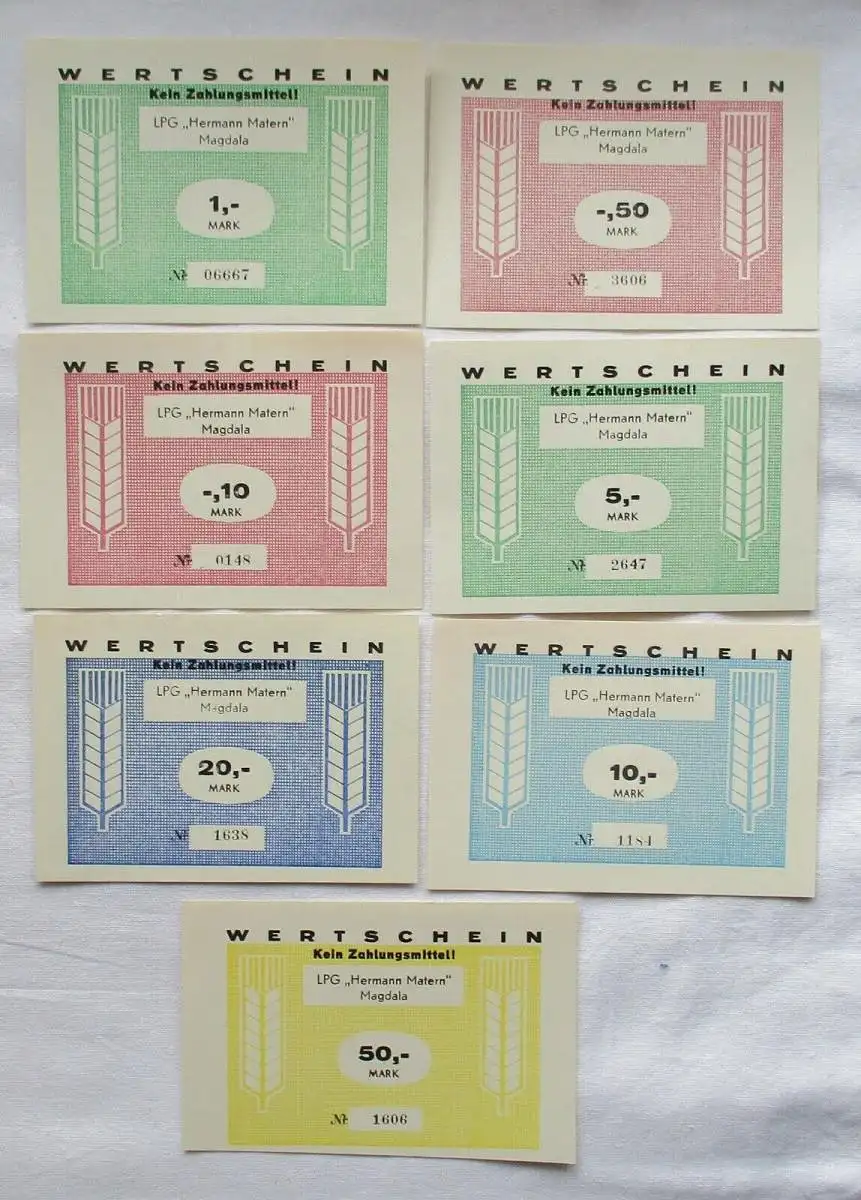 WERTSCHEIN
Kein Zahlungsmittel!
LPG „Hermann Matern"
Magdala
1,-
MARK
№ 06667
WERTSCHEIN
Kein Zahlungsmittel!
LPG „Hermann Matern"
Magdala
-,50
MARK
№ 3606
WERTSCHEIN
Kein Zahlungsmittel!
LPG „Hermann Matern"
Magdala
-,10
MARK
№ 0148
WERTSCHEIN
Kein Zahlungsmittel!
LPG „Hermann Matern"
Magdala
5,-
MARK
№ 2647
WERTSCHEIN
Kein Zahlungsmittel!
LPG „Hermann Matern"
Magdala
20,-
MARK
№ 1638
WERTSCHEIN
Kein Zahlungsmittel!
LPG „Hermann Matern"
Magdala
10,-
MARK
№ 1184
WERTSCHEIN
Kein Zahlungsmittel!
LPG „Hermann Matern"
Magdala
50,-
MARK
№ 1606